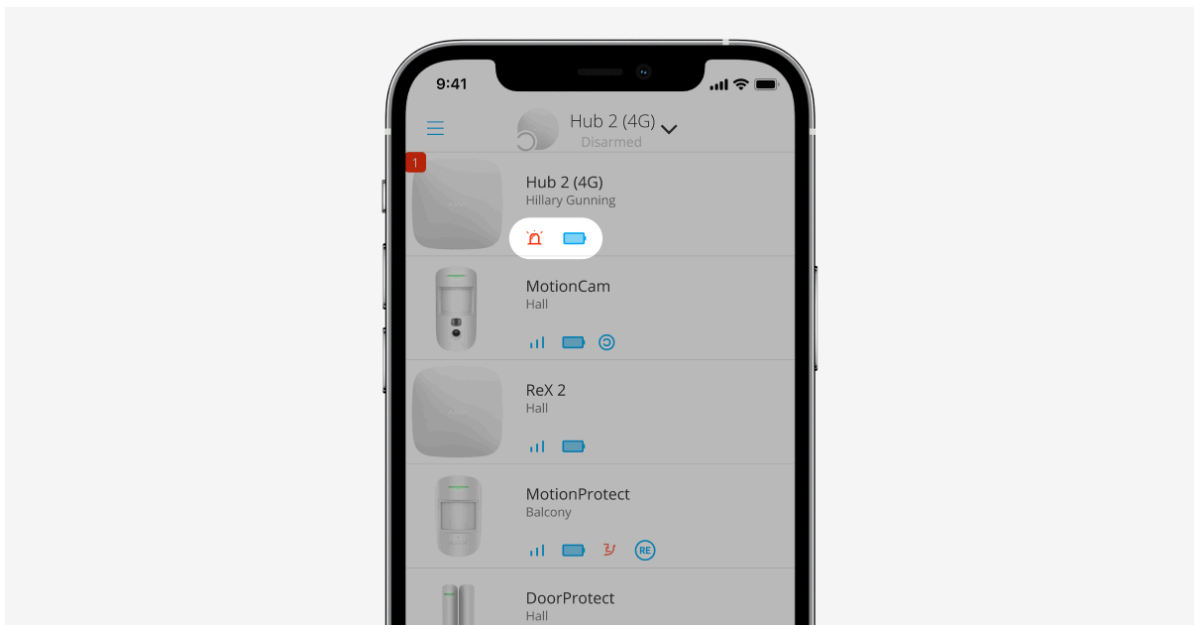 9:41
Hub 2 (4G)
Disarmed
1
Hub 2 (4G)
Hillary Gunning
MotionCam
Hall
ReX 2
Hall
MotionProtect
Balcony
RE
DoorProtect
Hall